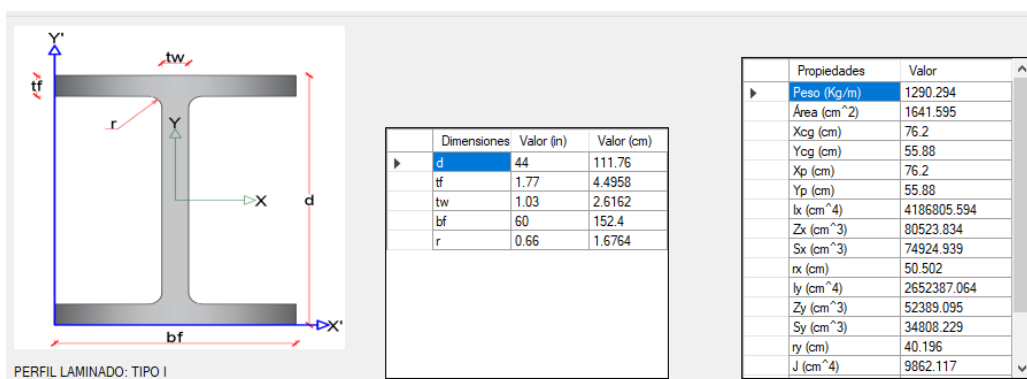 Y'
tw
tf
r
Y
X
d
X'
bf
PERFIL LAMINADO: TIPO I
Dimensiones Valor (in) Valor (cm)
d 44 111.76
tf 1.77 4.4958
tw 1.03 2.6162
bf 60 152.4
r 0.66 1.6764
Propiedades Valor
Peso (Kg/m) 1290.294
Área (cm^2) 1641.595
Xcg (cm) 76.2
Ycg (cm) 55.88
Xp (cm) 76.2
Yp (cm) 55.88
Ix (cm^4) 4186805.594
Zx (cm^3) 80523.834
Sx (cm^3) 74924.939
rx (cm) 50.502
Iy (cm^4) 2652387.064
Zy (cm^3) 52389.095
Sy (cm^3) 34808.229
ry (cm) 40.196
J (cm^4) 9862.117